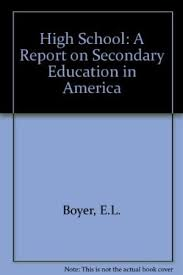 High School: A
Report on Secondary
Education in
America
Boyer, E.L.
Note: This is not the actual book cover